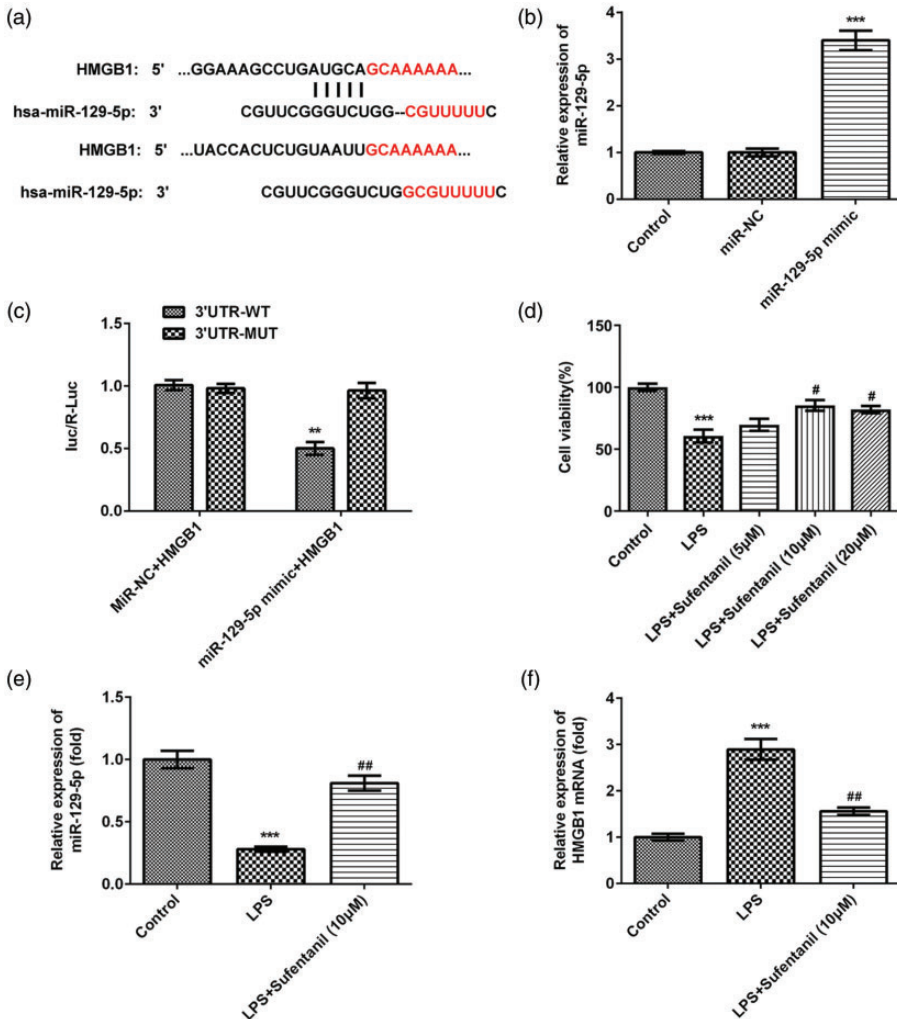 (a)
HMGB1: 5' ...GGAAAGCCUGAUGCAGCAAAAAA...
hsa-miR-129-5p: 3' CGUUCGGGUCUGG--CGUUUUUC
HMGB1: 5' ...UACCACUCUGUAAUUGCAAAAAA...
hsa-miR-129-5p: 3' CGUUCGGGUCUGGCGUUUUUC
(b)
Relative expression of
miR-129-5p
4
3
2
1
0
***
Control
miR-NC
miR-129-5p mimic
(c)
3'UTR-WT
3'UTR-MUT
luc/R-Luc
1.5
1.0
0.5
0.0
**
MiR-NC+HMGB1
miR-129-5p mimic+HMGB1
(d)
Cell viability(%)
150
100
50
0
***
#
#
Control
LPS
LPS+Sufentanil (5μM)
LPS+Sufentanil (10μM)
LPS+Sufentanil (20μM)
(e)
Relative expression of
miR-129-5p (fold)
1.5
1.0
0.5
0.0
***
##
Control
LPS
LPS+Sufentanil (10μM)
(f)
Relative expression of
HMGB1 mRNA (fold)
4
3
2
1
0
***
##
Control
LPS
LPS+Sufentanil (10μM)